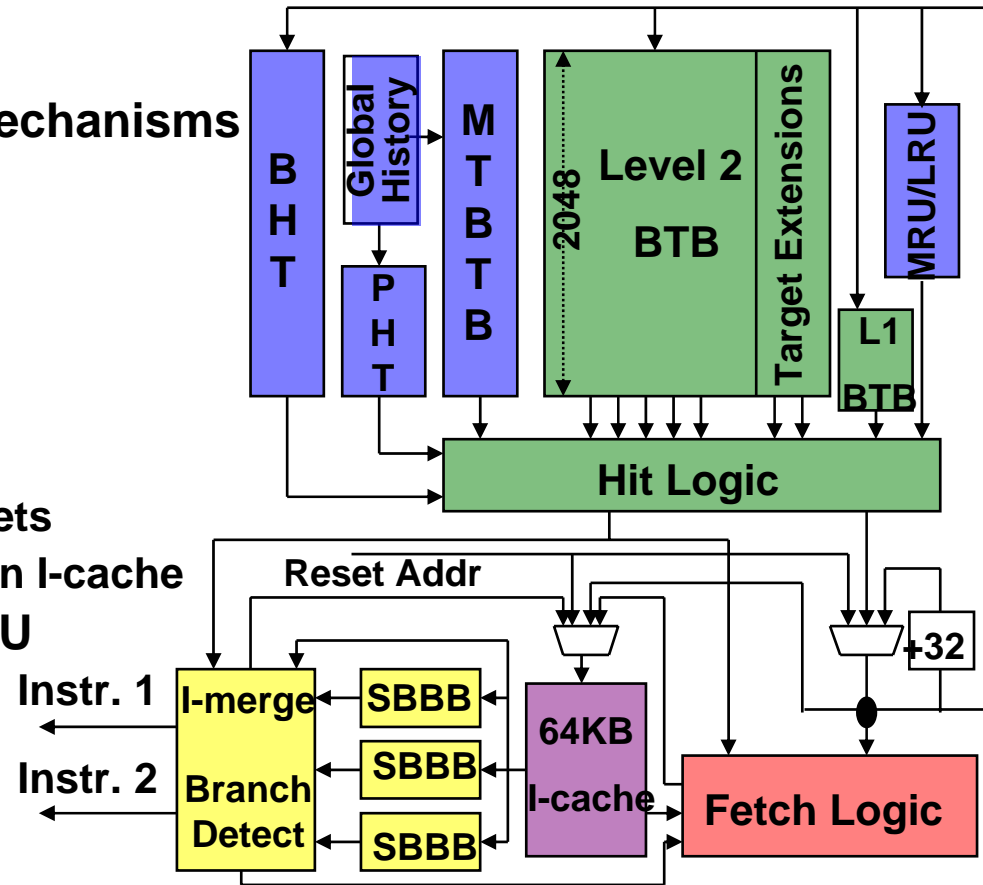 echanisms
B
H
T
Global
History
P
H
T
M
T
B
T
B
2048
Level 2
BTB
Target Extensions
MRU/LRU
L1
BTB
Hit Logic
ets
n I-cache
U
Reset Addr
+32
Instr. 1
Instr. 2
I-merge
Branch
Detect
SBBB
SBBB
SBBB
64KB
I-cache
Fetch Logic